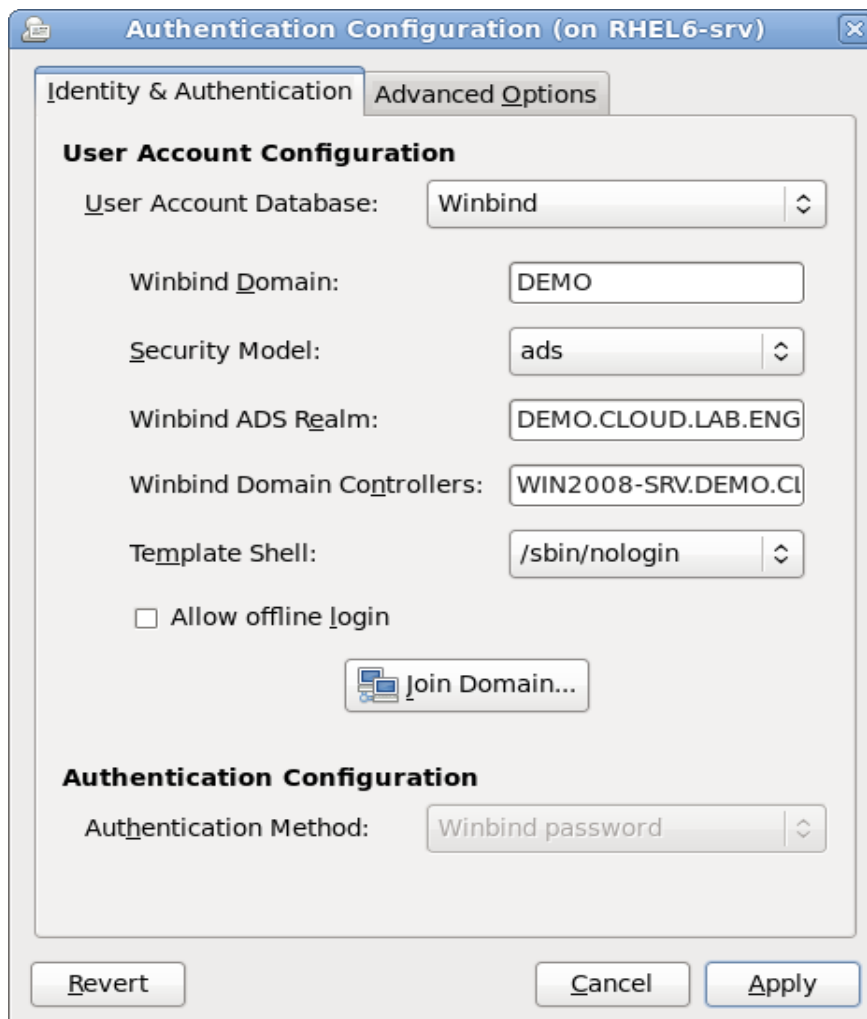 Authentication Configuration (on RHEL6-srv)
Identity & Authentication Advanced Options
User Account Configuration
User Account Database: Winbind
Winbind Domain: DEMO
Security Model: ads
Winbind ADS Realm: DEMO.CLOUD.LAB.ENG
Winbind Domain Controllers: WIN2008-SRV.DEMO.CL
Template Shell: /sbin/nologin
Allow offline login
Join Domain...
Authentication Configuration
Authentication Method: Winbind password
Revert Cancel Apply